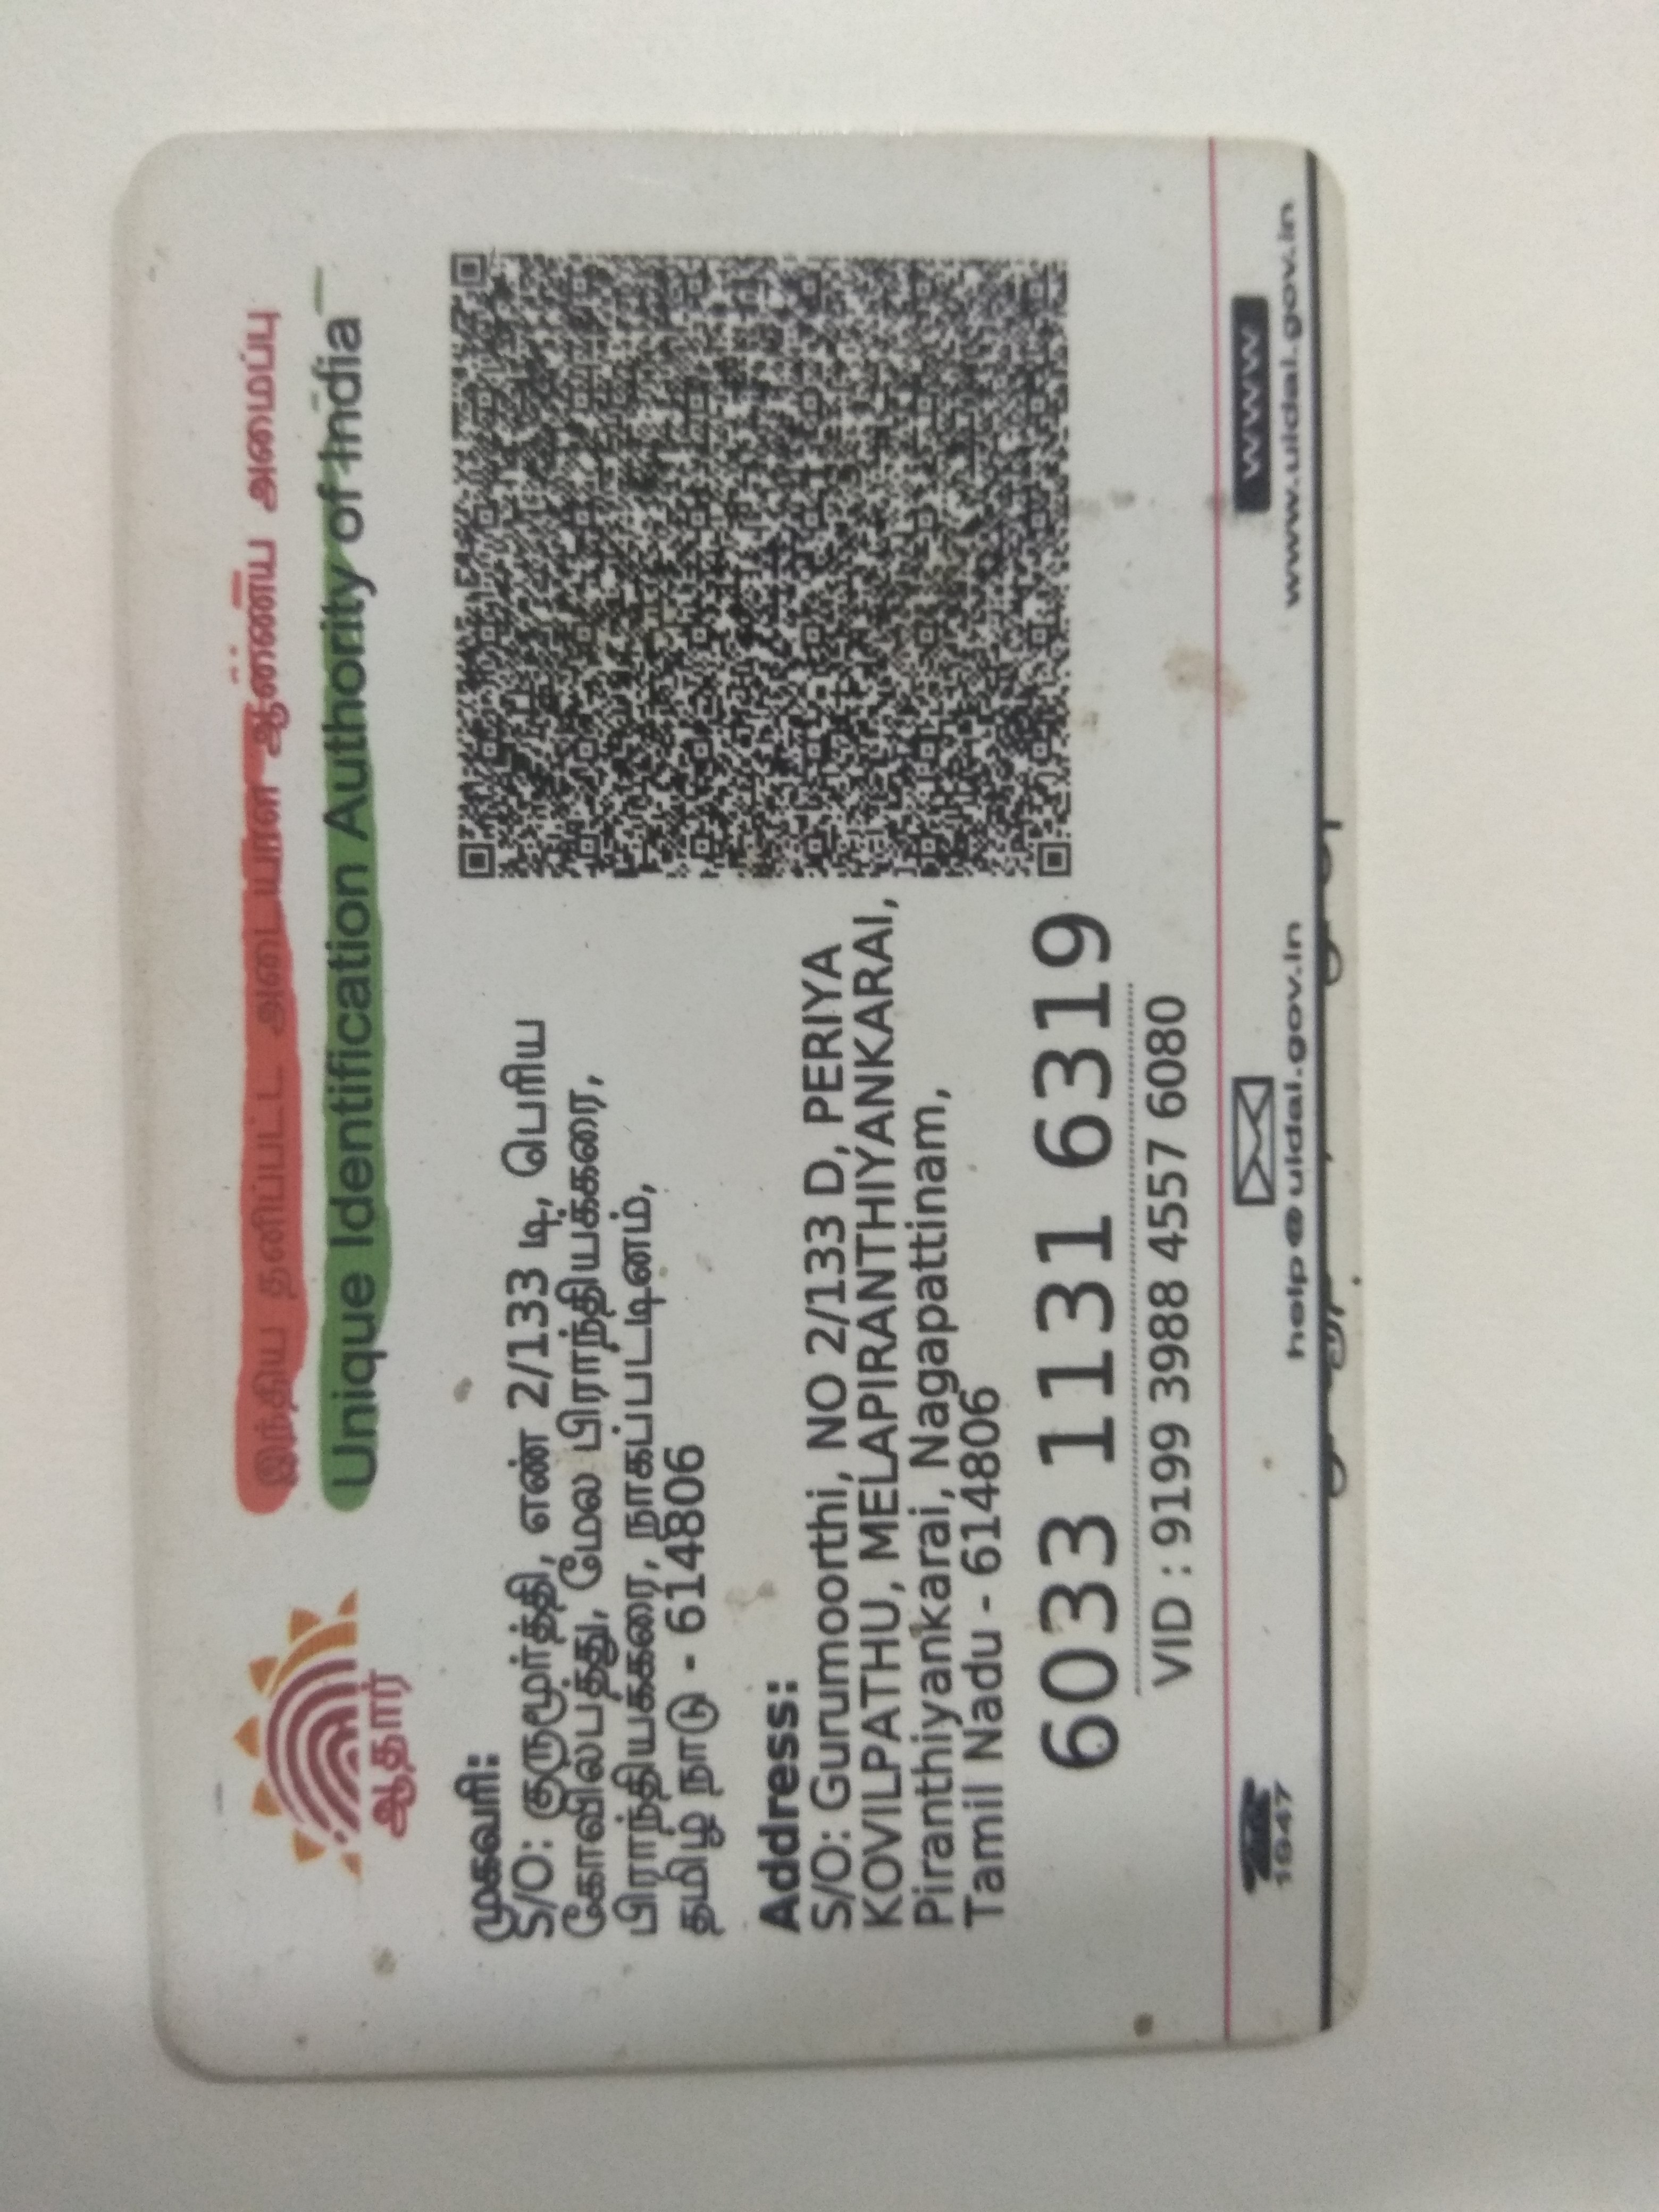 இந்திய தனிப்பட்ட அடையாள ஆணைய அமைப்பு
Unique Identification Authority of India
ஆதார்
முகவரி:
S/O: குருமூர்த்தி, எண் 2/133 டி, பெரிய
கோவில்பத்து, மேல பிராந்தியக்கரை,
பிராந்தியக்கரை, நாகப்பட்டினம்,
தமிழ் நாடு - 614806
Address:
S/O: Gurumoorthi, NO 2/133 D, PERIYA
KOVILPATHU, MELAPIRANTHIYANKARAI,
Piranthiyankarai, Nagapattinam,
Tamil Nadu - 614806
6033 1131 6319
VID : 9199 3988 4557 6080
1947
help@uidai.gov.in
www
www.uidai.gov.in